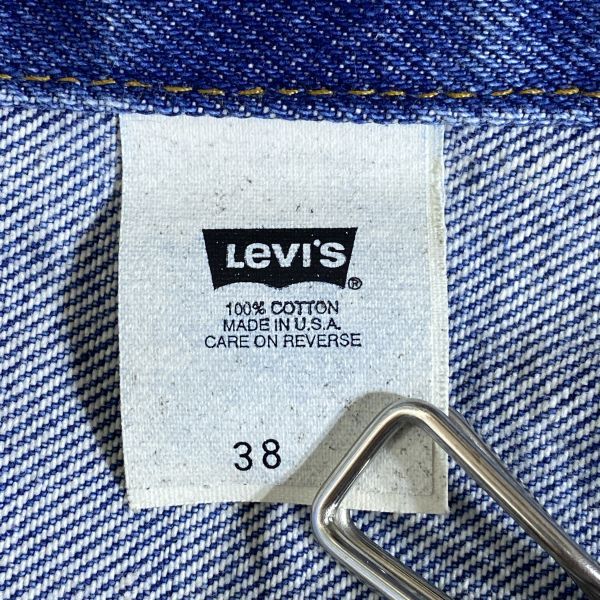 Levi's ®
100% COTTON
MADE IN U.S.A.
CARE ON REVERSE
38